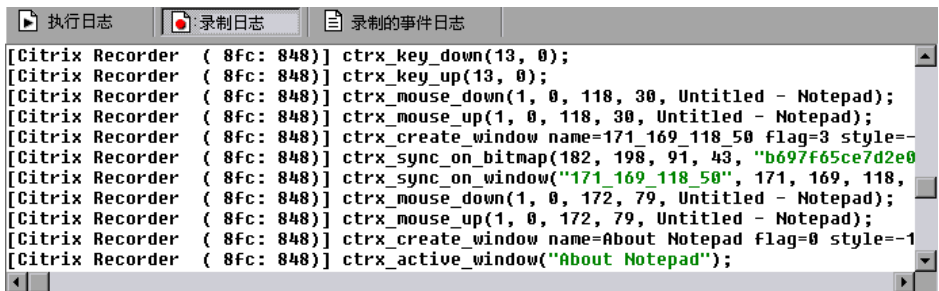 执行日志 录制日志 录制的事件日志
[Citrix Recorder ( 8fc: 848)] ctrx_key_down(13, 0);
[Citrix Recorder ( 8fc: 848)] ctrx_key_up(13, 0);
[Citrix Recorder ( 8fc: 848)] ctrx_mouse_down(1, 0, 118, 30, Untitled - Notepad);
[Citrix Recorder ( 8fc: 848)] ctrx_mouse_up(1, 0, 118, 30, Untitled - Notepad);
[Citrix Recorder ( 8fc: 848)] ctrx_create_window name=171_169_118_50 flag=3 style=-
[Citrix Recorder ( 8fc: 848)] ctrx_sync_on_bitmap(182, 198, 91, 43, "b697f65ce7d2e0
[Citrix Recorder ( 8fc: 848)] ctrx_sync_on_window("171_169_118_50", 171, 169, 118,
[Citrix Recorder ( 8fc: 848)] ctrx_mouse_down(1, 0, 172, 79, Untitled - Notepad);
[Citrix Recorder ( 8fc: 848)] ctrx_mouse_up(1, 0, 172, 79, Untitled - Notepad);
[Citrix Recorder ( 8fc: 848)] ctrx_create_window name=About Notepad flag=0 style=-1
[Citrix Recorder ( 8fc: 848)] ctrx_active_window("About Notepad");